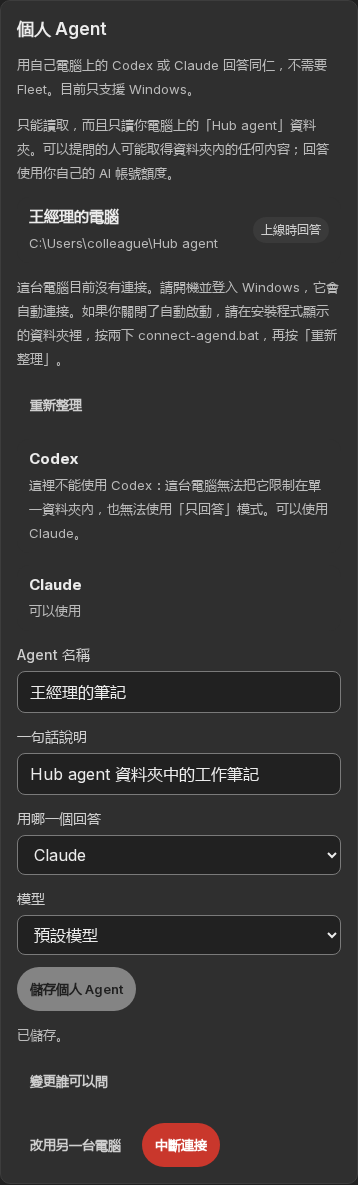 個人 Agent
用自己電腦上的 Codex 或 Claude 回答同仁，不需要
Fleet。目前只支援 Windows。
只能讀取，而且只讀你電腦上的「Hub agent」資料
夾。可以提問的人可能取得資料夾內的任何內容；回答
使用你自己的 AI 帳號額度。
王經理的電腦
上線時回答
C:\Users\colleague\Hub agent
這台電腦目前沒有連接。請開機並登入 Windows，它會
自動連接。如果你關閉了自動啟動，請在安裝程式顯示
的資料夾裡，按兩下 connect-agend.bat，再按「重新
整理」。
重新整理
Codex
這裡不能使用 Codex：這台電腦無法把它限制在單
一資料夾內，也無法使用「只回答」模式。可以使用
Claude。
Claude
可以使用
Agent 名稱
王經理的筆記
一句話說明
Hub agent 資料夾中的工作筆記
用哪一個回答
Claude
模型
預設模型
儲存個人 Agent
已儲存。
變更誰可以問
改用另一台電腦
中斷連接